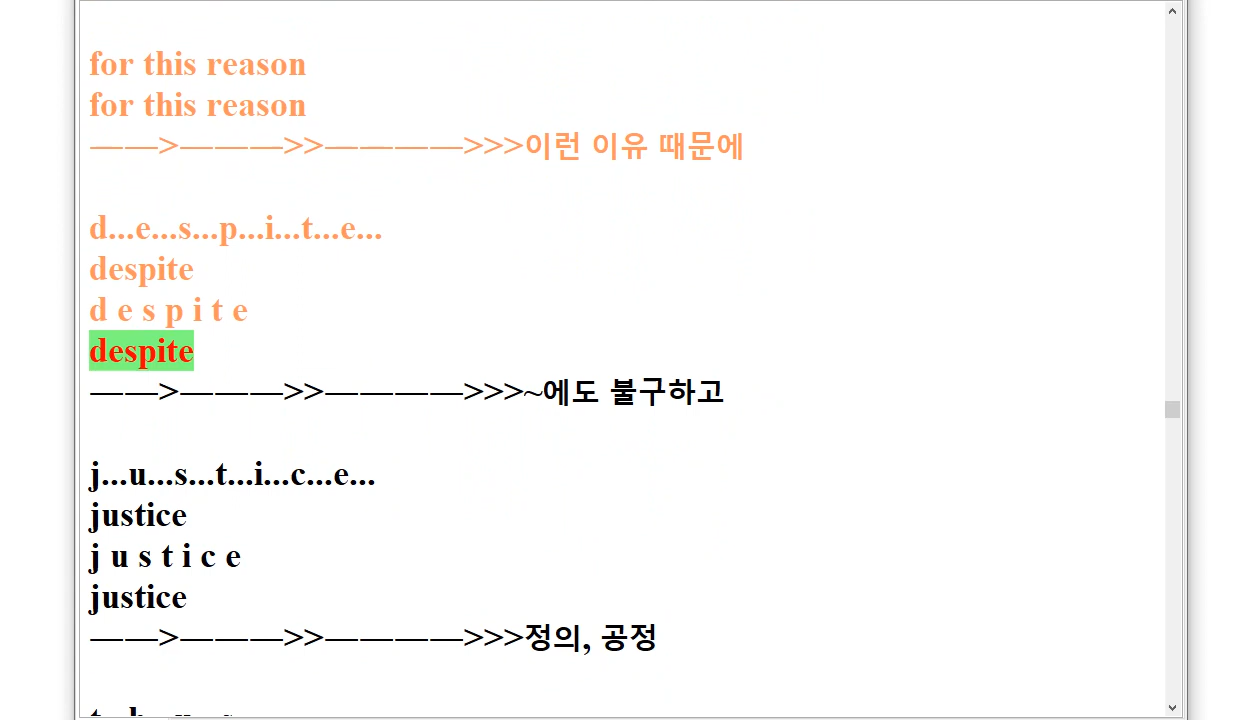 for this reason
for this reason
——>———>>————>>>이런 이유 때문에
d...e...s...p...i...t...e...
despite
d e s p i t e
despite
——>———>>————>>>~에도 불구하고
j...u...s...t...i...c...e...
justice
j u s t i c e
justice
——>———>>————>>>정의, 공정